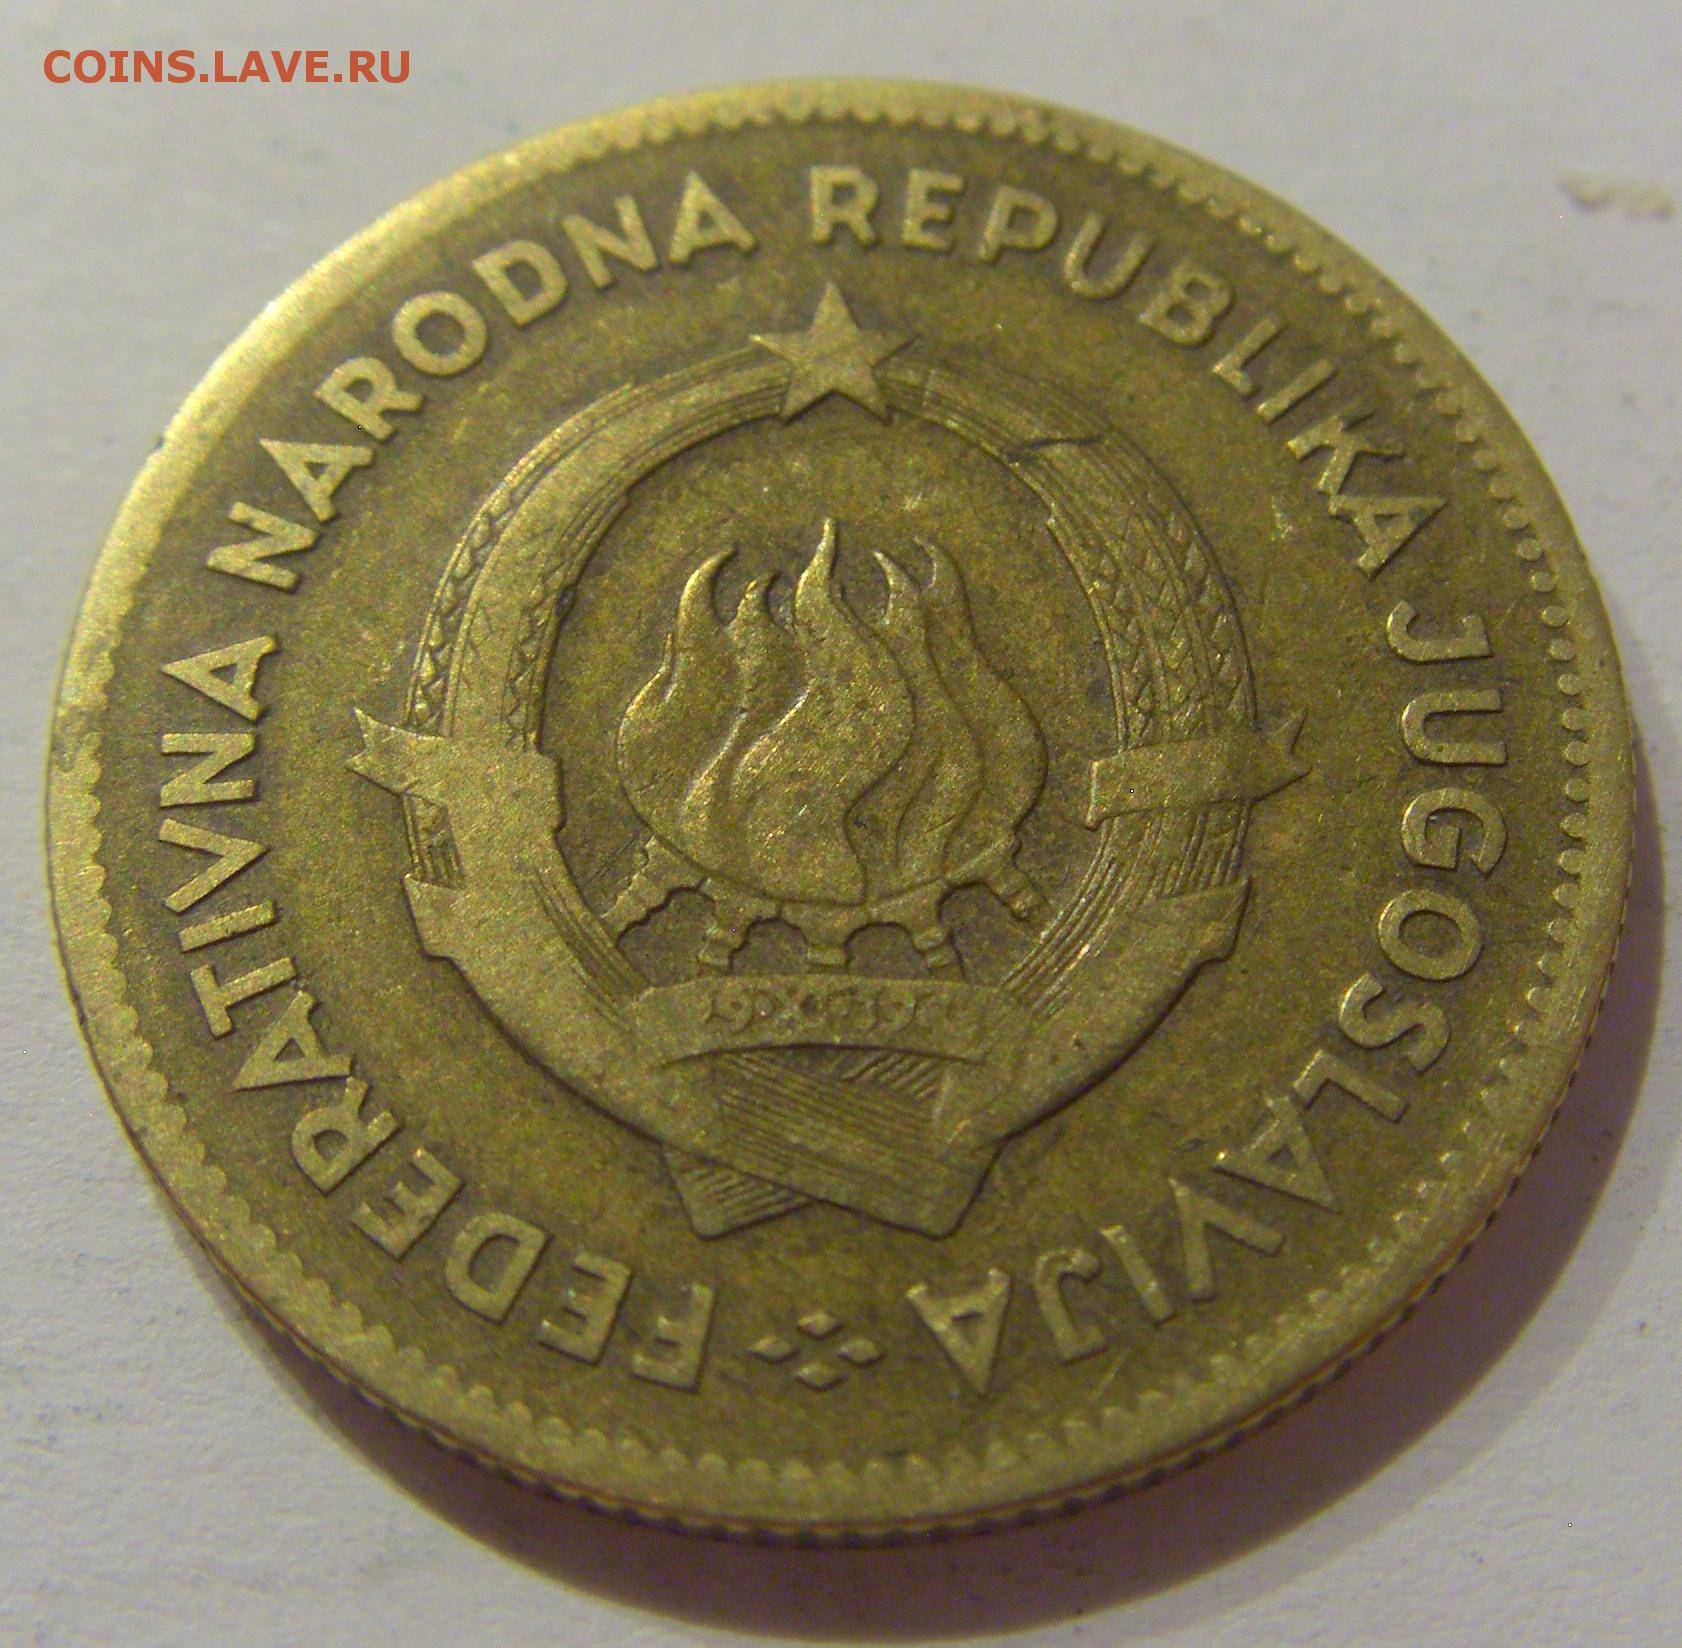 COINS.LAVE.RU
FEDERATIVNA NARODNA REPUBLIKA JUGOSLAVIJA